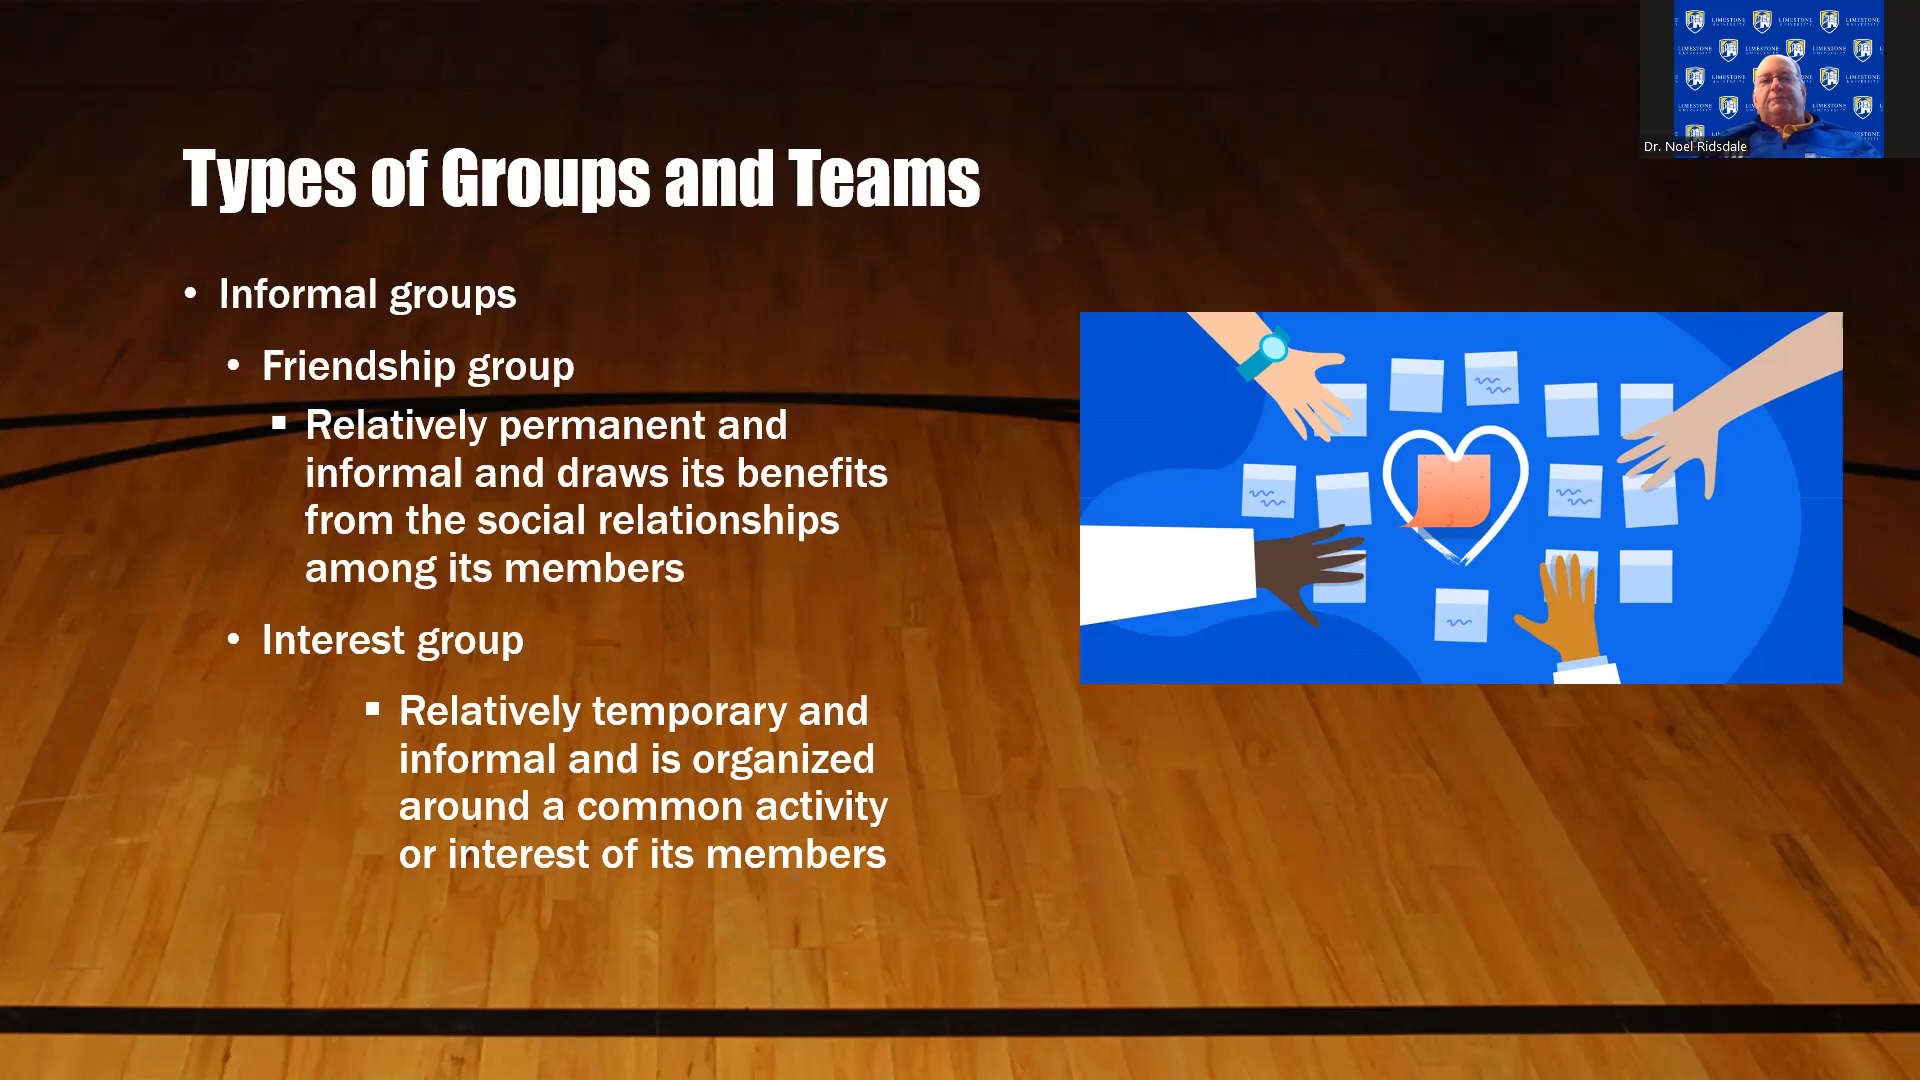 LIMESTONE
UNIVERSITY
Dr. Noel Ridsdale
Types of Groups and Teams
• Informal groups
• Friendship group
▪ Relatively permanent and
informal and draws its benefits
from the social relationships
among its members
• Interest group
▪ Relatively temporary and
informal and is organized
around a common activity
or interest of its members